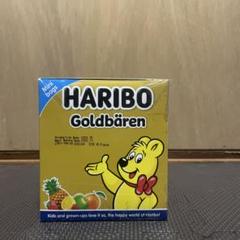 Mini
bags
HARIBO
Goldbären
Kids and grown-ups love it so, the happy world of Haribo!